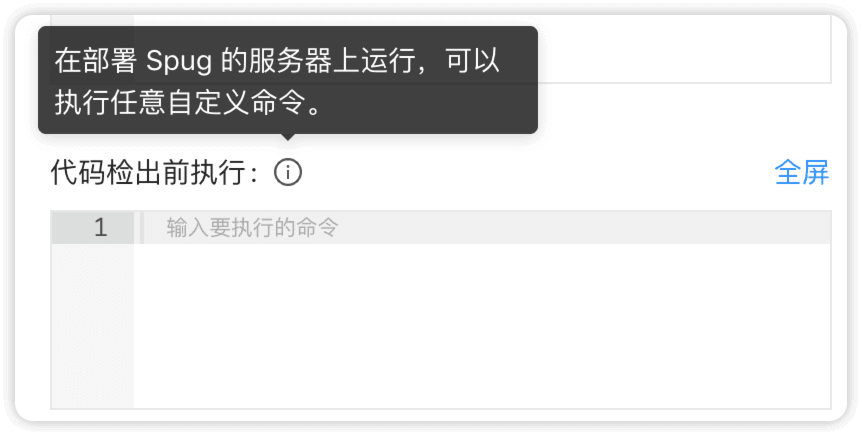 在部署 Spug 的服务器上运行，可以
执行任意自定义命令。
代码检出前执行： 全屏
1 输入要执行的命令